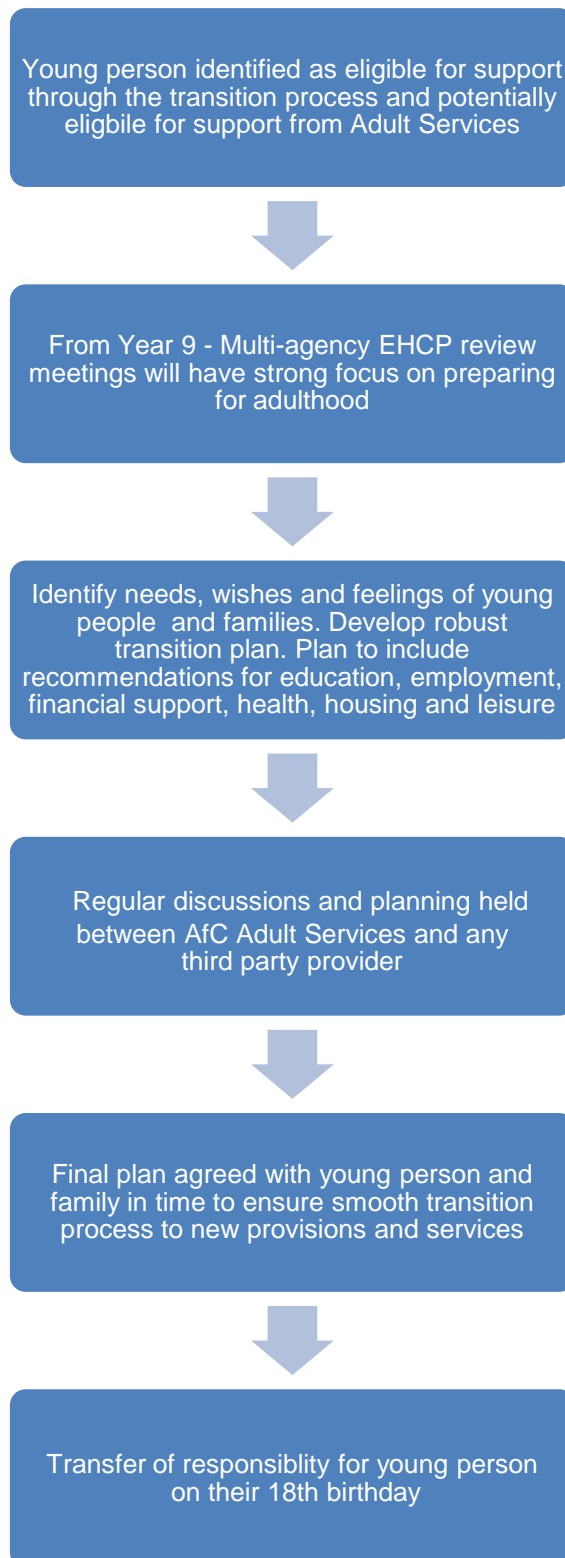 Young person identified as eligible for support
through the transition process and potentially
eligbile for support from Adult Services
From Year 9 - Multi-agency EHCP review
meetings will have strong focus on preparing
for adulthood
Identify needs, wishes and feelings of young
people  and families. Develop robust
transition plan. Plan to include
recommendations for education, employment,
financial support, health, housing and leisure
Regular discussions and planning held
between AfC Adult Services and any
third party provider
Final plan agreed with young person and
family in time to ensure smooth transition
process to new provisions and services
Transfer of responsiblity for young person
on their 18th birthday